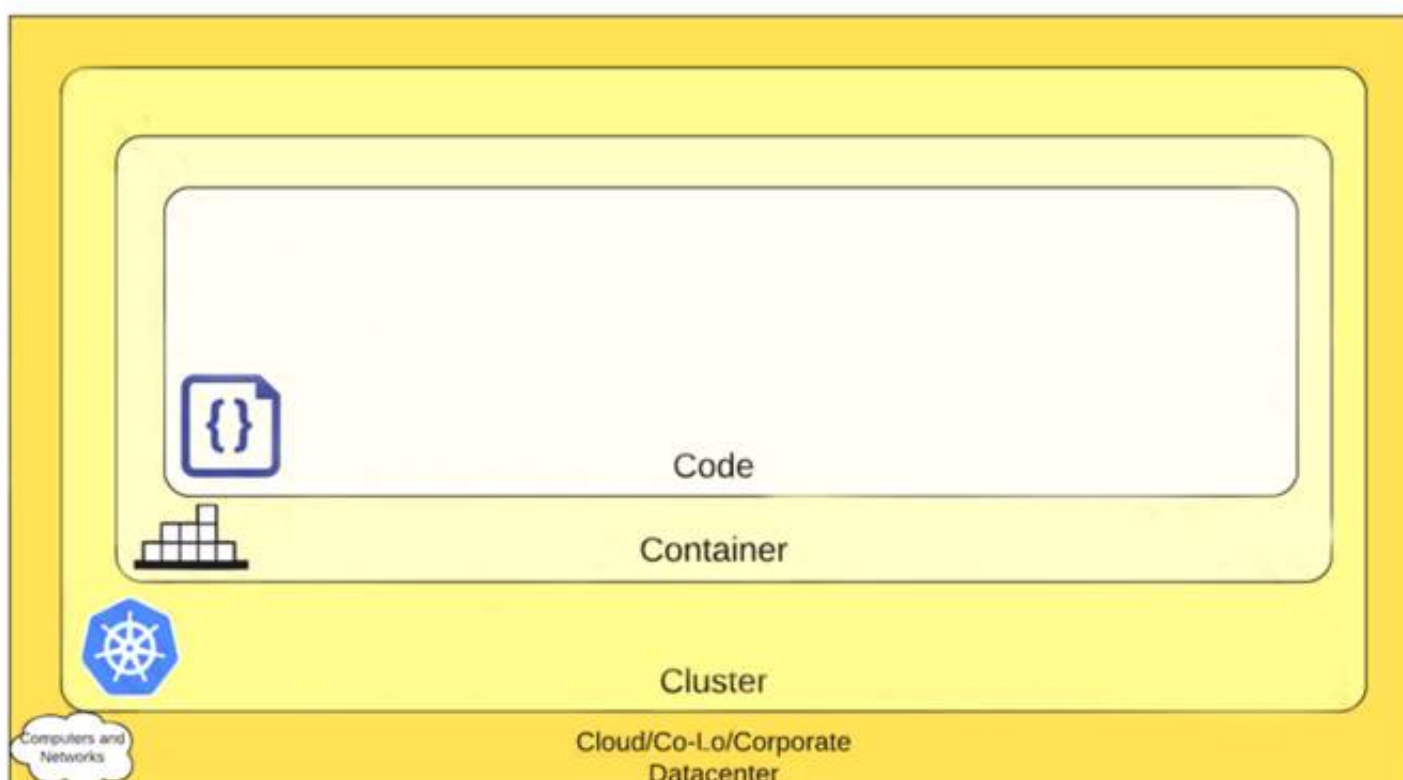 {}
Code
Container
Cluster
Computers and
Networks
Cloud/Co-Lo/Corporate
Datacenter